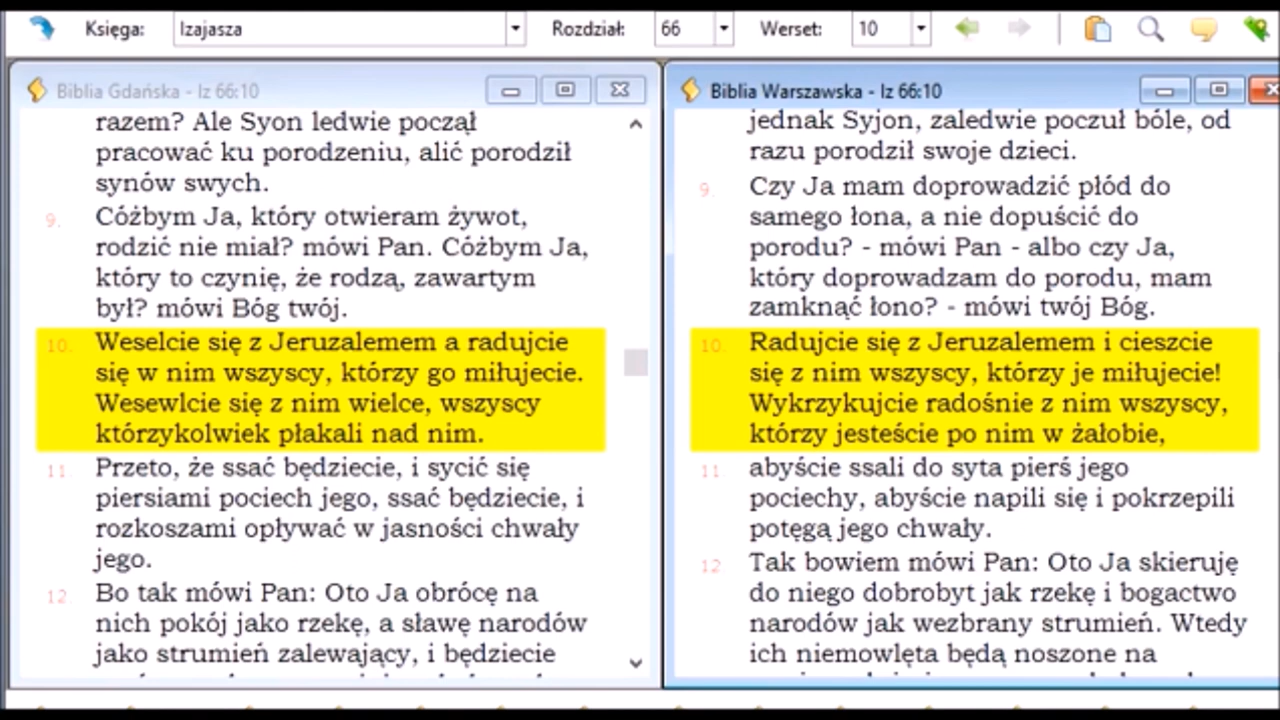 Księga: Izajasza Rozdział: 66 Werset: 10
Biblia Gdańska - Iz 66:10
razem? Ale Syon ledwie począł
pracować ku porodzeniu, alić porodził
synów swych.
9. Cóżbym Ja, który otwieram żywot,
rodzić nie miał? mówi Pan. Cóżbym Ja,
który to czynię, że rodzą, zawartym
był? mówi Bóg twój.
10. Weselcie się z Jeruzalemem a radujcie
się w nim wszyscy, którzy go miłujecie.
Wesewlcie się z nim wielce, wszyscy
którzykolwiek płakali nad nim.
11. Przeto, że ssać będziecie, i sycić się
piersiami pociech jego, ssać będziecie, i
rozkoszami opływać w jasności chwały
jego.
12. Bo tak mówi Pan: Oto Ja obrócę na
nich pokój jako rzekę, a sławę narodów
jako strumień zalewający, i będziecie
Biblia Warszawska - Iz 66:10
jednak Syjon, zaledwie poczuł bóle, od
razu porodził swoje dzieci.
9. Czy Ja mam doprowadzić płód do
samego łona, a nie dopuścić do
porodu? - mówi Pan - albo czy Ja,
który doprowadzam do porodu, mam
zamknąć łono? - mówi twój Bóg.
10. Radujcie się z Jeruzalemem i cieszcie
się z nim wszyscy, którzy je miłujecie!
Wykrzykujcie radośnie z nim wszyscy,
którzy jesteście po nim w żałobie,
11. abyście ssali do syta pierś jego
pociechy, abyście napili się i pokrzepili
potęgą jego chwały.
12. Tak bowiem mówi Pan: Oto Ja skieruję
do niego dobrobyt jak rzekę i bogactwo
narodów jak wezbrany strumień. Wtedy
ich niemowlęta będą noszone na